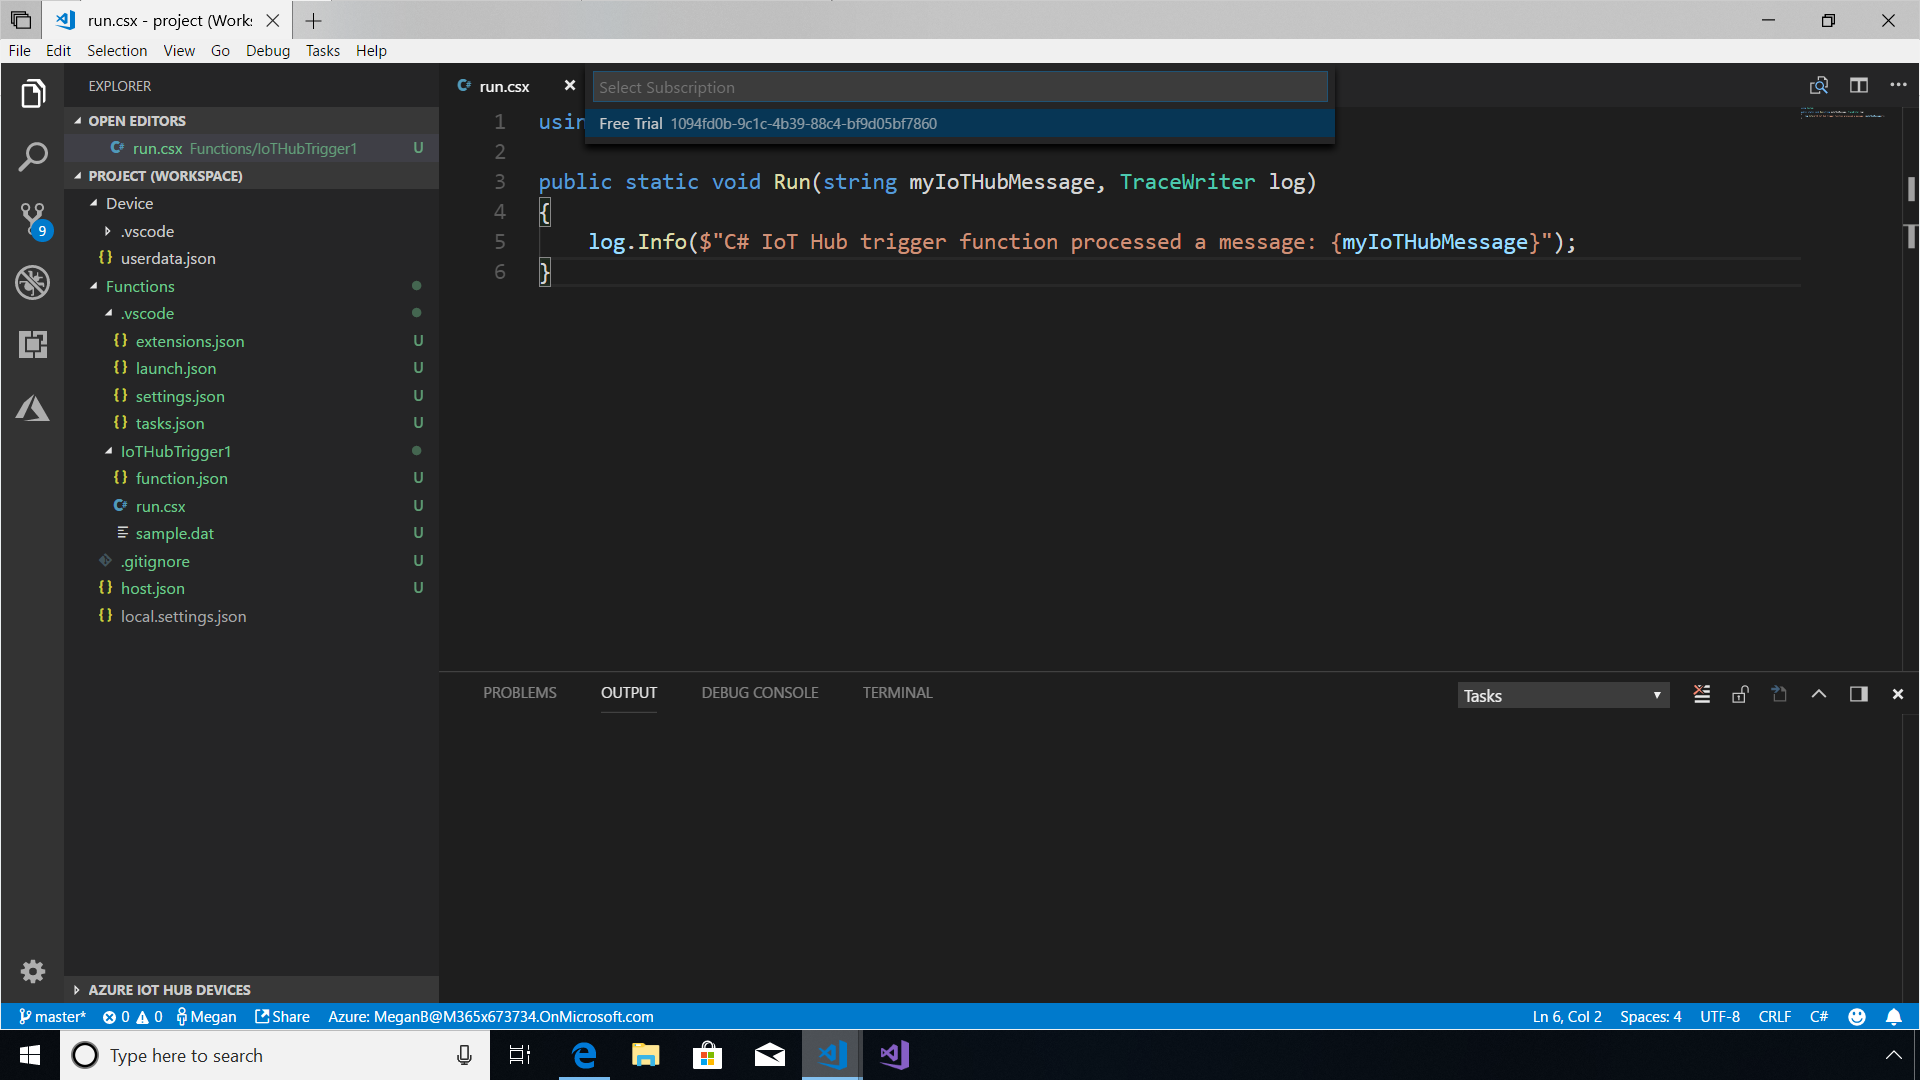 run.csx - project (Works
File Edit Selection View Go Debug Tasks Help
EXPLORER
OPEN EDITORS
run.csx Functions/IoTHubTrigger1 U
PROJECT (WORKSPACE)
Device
.vscode
{} userdata.json
Functions
.vscode
{} extensions.json U
{} launch.json U
{} settings.json U
{} tasks.json U
IoTHubTrigger1
{} function.json U
C# run.csx U
sample.dat U
.gitignore U
{} host.json U
{} local.settings.json
AZURE IOT HUB DEVICES
9
C# run.csx
Select Subscription
Free Trial 1094fd0b-9c1c-4b39-88c4-bf9d05bf7860
1 usin
2
3 public static void Run(string myIoTHubMessage, TraceWriter log)
4 {
5 log.Info($"C# IoT Hub trigger function processed a message: {myIoTHubMessage}");
6 }
PROBLEMS OUTPUT DEBUG CONSOLE TERMINAL
Tasks
master* 0 0 Megan Share Azure: MeganB@M365x673734.OnMicrosoft.com Ln 6, Col 2 Spaces: 4 UTF-8 CRLF C#
Type here to search